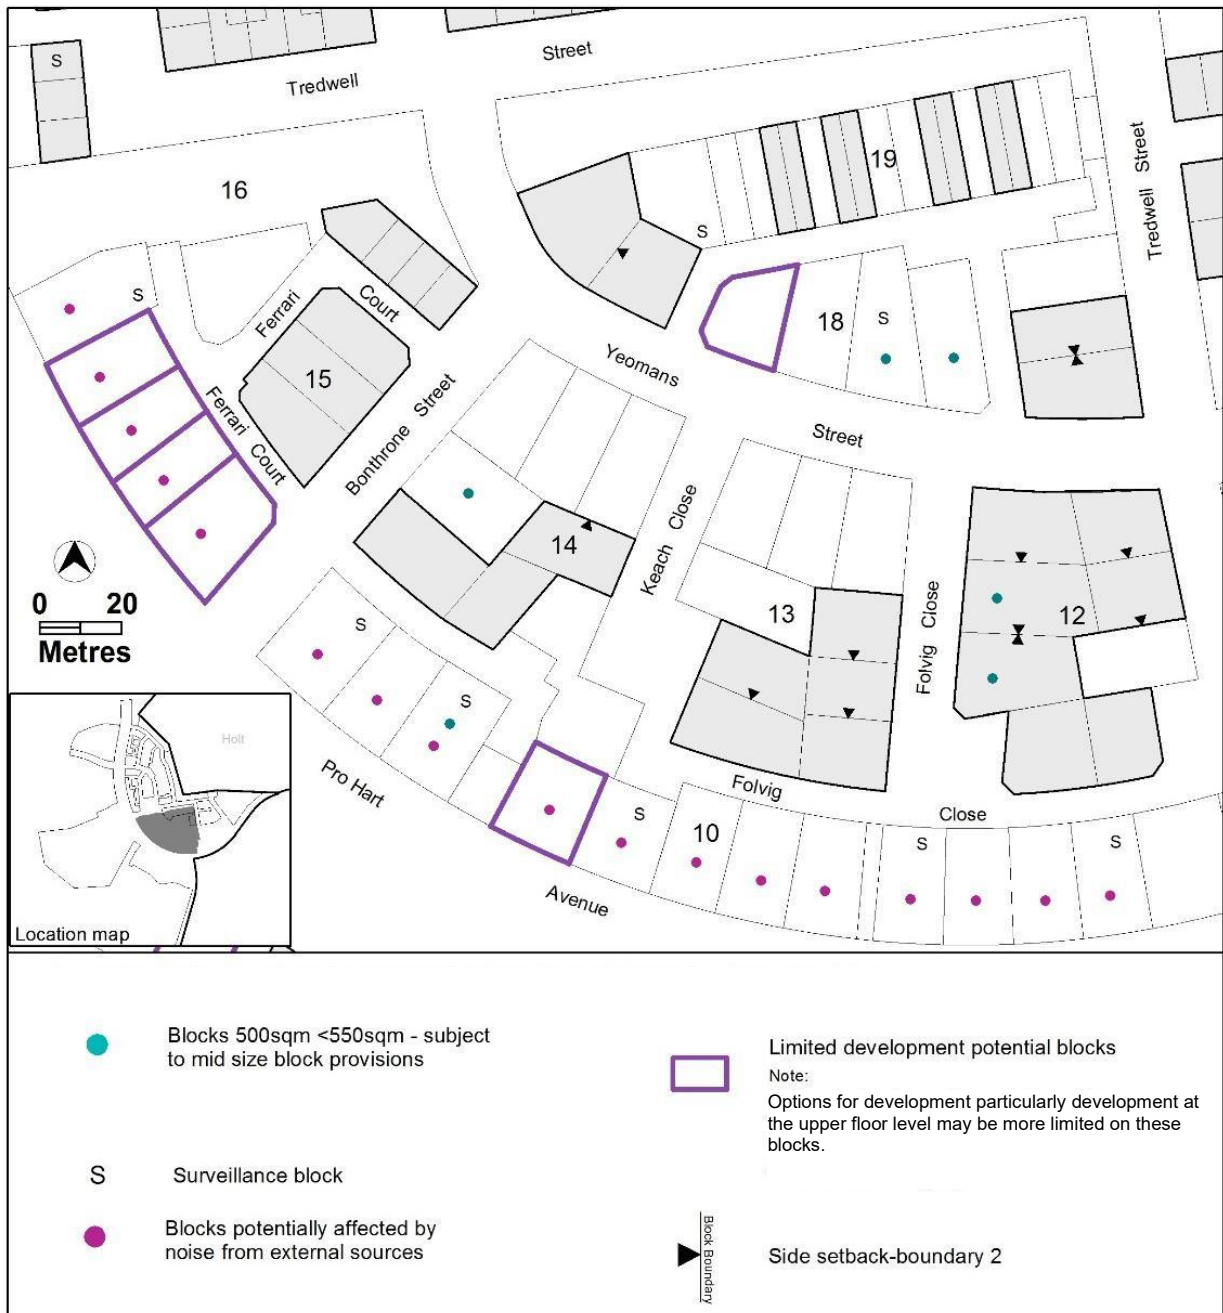 Tredwell
Street
S
16
19
S
Tredwell Street
S
Ferrari
Court
18
S
15
Yeomans
Ferrari Court
Bonthrone Street
Street
14
Keach Close
13
Folvig Close
12
0 20
Metres
S
S
Pro Hart
Folvig
Close
S
10
S
S
Avenue
Holt
Location map
Blocks 500sqm <550sqm - subject
to mid size block provisions
S
Surveillance block
Blocks potentially affected by
noise from external sources
Limited development potential blocks
Note:
Options for development particularly development at
the upper floor level may be more limited on these
blocks.
Block Boundary
Side setback-boundary 2